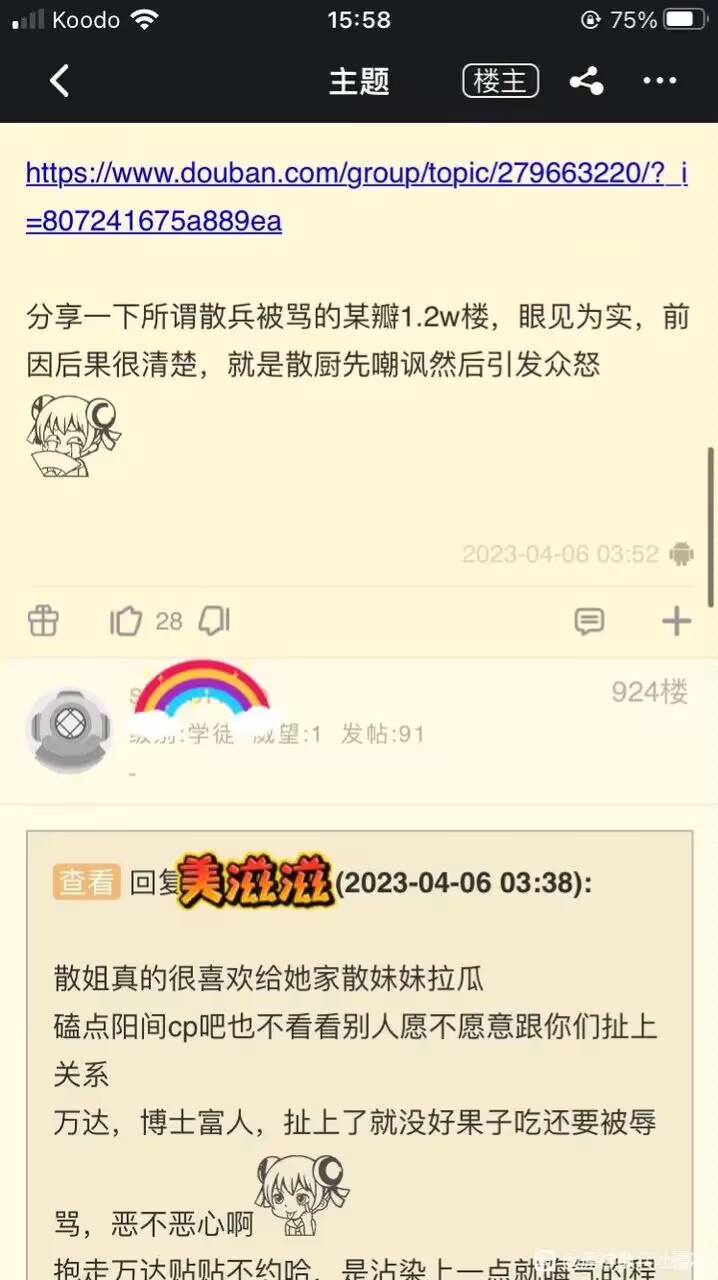 Koodo
15:58
75%
主题
楼主
https://www.douban.com/group/topic/279663220/?_i
=807241675a889ea
分享一下所谓散兵被骂的某瓣1.2w楼，眼见为实，前
因后果很清楚，就是散厨先嘲讽然后引发众怒
2023-04-06 03:52
28
924楼
级别:学徒 威望:1 发帖:91
-
查看 回复美滋滋(2023-04-06 03:38):
散姐真的很喜欢给她家散妹妹拉瓜
磕点阳间cp吧也不看看别人愿不愿意跟你们扯上
关系
万达，博士富人，扯上了就没好果子吃还要被辱
骂，恶不恶心啊
抱走万达贴贴不约哈，是沾染上一点就晦气的程